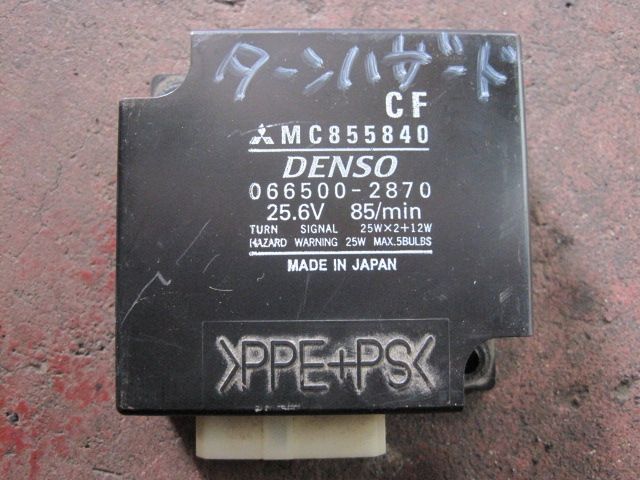 ターンハザード
CF
MC855840
DENSO
066500-2870
25.6V 85/min
TURN SIGNAL 25W×2+12W
HAZARD WARNING 25W MAX.5BULBS
MADE IN JAPAN
>PPE+PS<